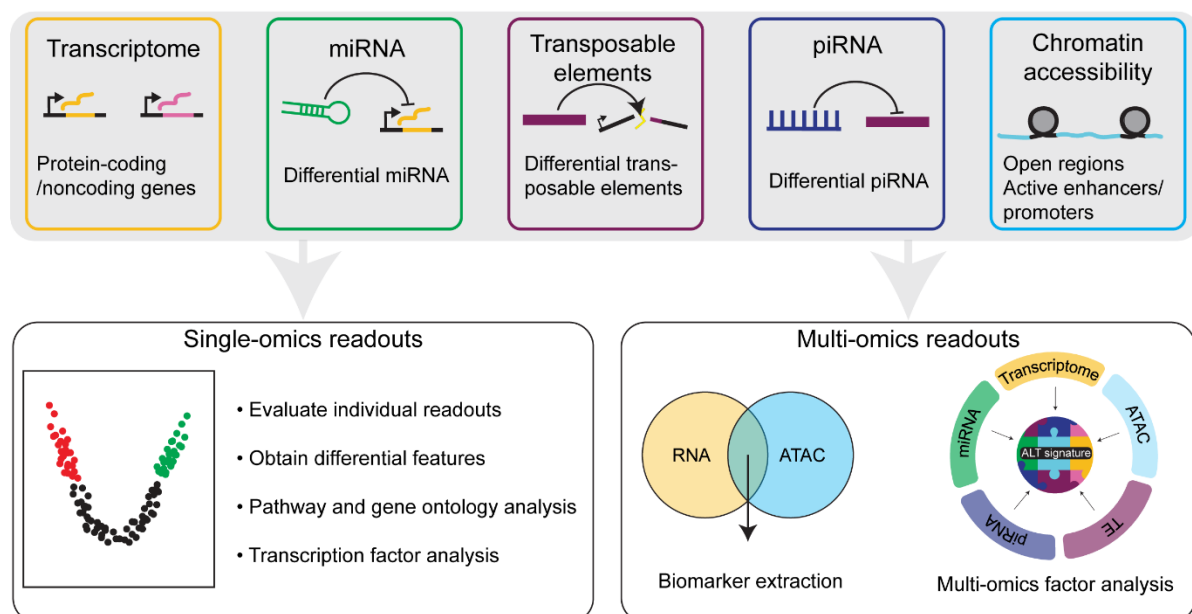 Transcriptome
Protein-coding
/noncoding genes
miRNA
Differential miRNA
Transposable
elements
Differential trans-
posable elements
piRNA
Differential piRNA
Chromatin
accessibility
Open regions
Active enhancers/
promoters
Single-omics readouts
• Evaluate individual readouts
• Obtain differential features
• Pathway and gene ontology analysis
• Transcription factor analysis
Multi-omics readouts
RNA
ATAC
Biomarker extraction
Transcriptome
ATAC
TE
piRNA
miRNA
ALT signature
Multi-omics factor analysis